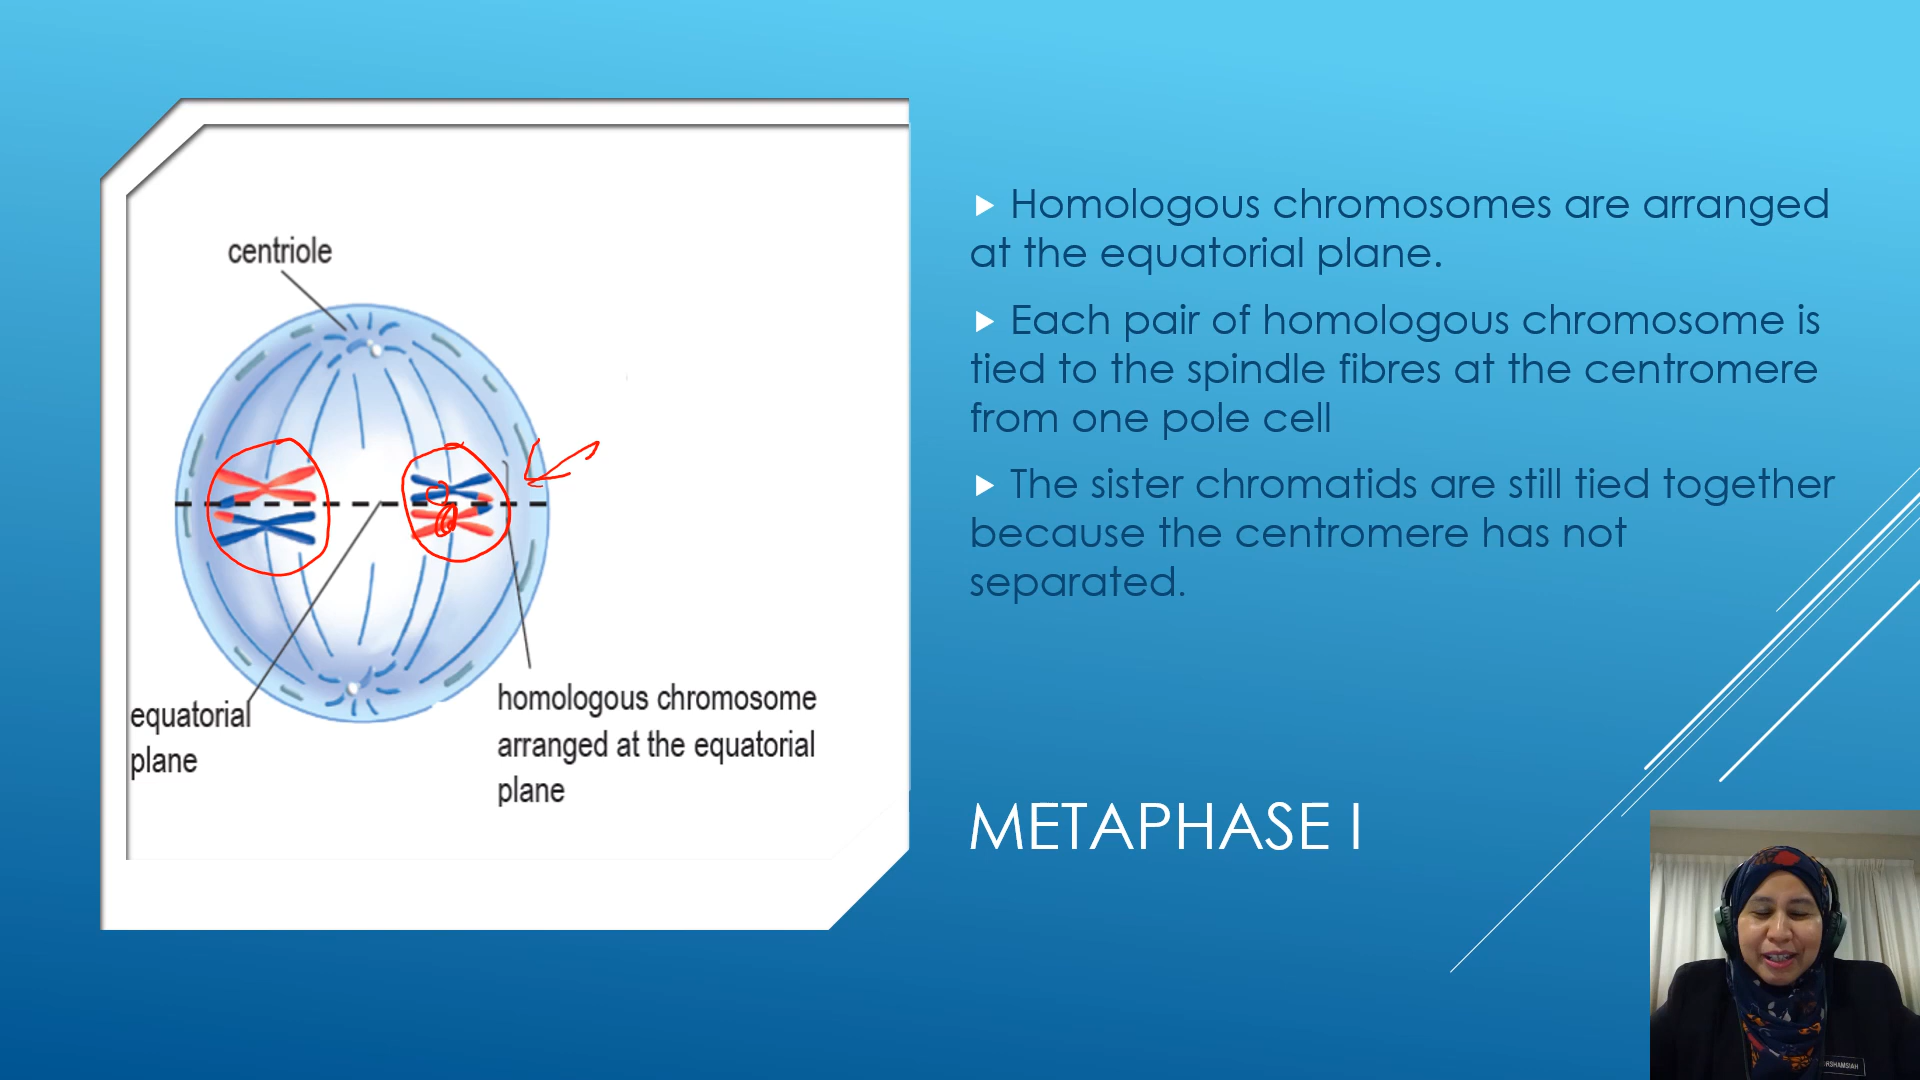 centriole
equatorial
plane
homologous chromosome
arranged at the equatorial
plane
Homologous chromosomes are arranged
at the equatorial plane.
Each pair of homologous chromosome is
tied to the spindle fibres at the centromere
from one pole cell
The sister chromatids are still tied together
because the centromere has not
separated.
METAPHASE I